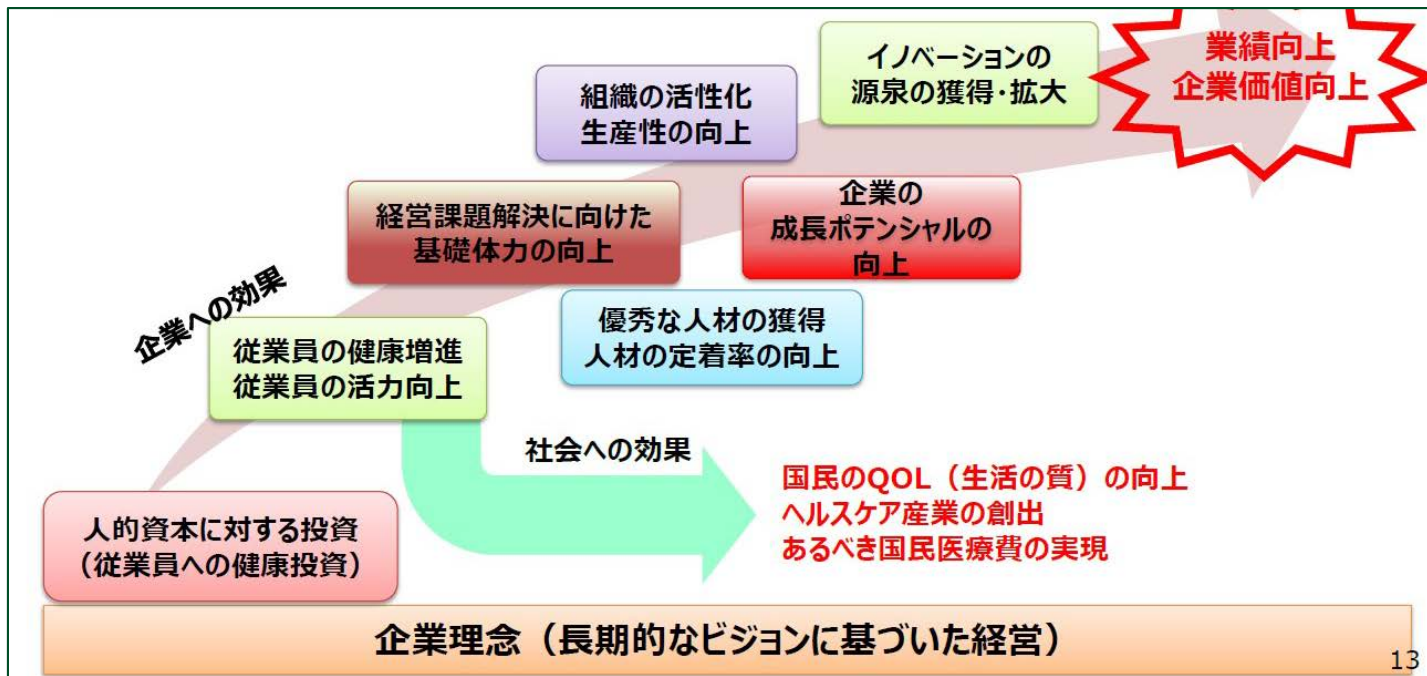 業績向上
企業価値向上
イノベーションの
源泉の獲得･拡大
組織の活性化
生産性の向上
経営課題解決に向けた
基礎体力の向上
企業の
成長ポテンシャルの
向上
優秀な人材の獲得
人材の定着率の向上
企業への効果
従業員の健康増進
従業員の活力向上
社会への効果
国民のQOL（生活の質）の向上
ヘルスケア産業の創出
あるべき国民医療費の実現
人的資本に対する投資
（従業員への健康投資）
企業理念（長期的なビジョンに基づいた経営）
13